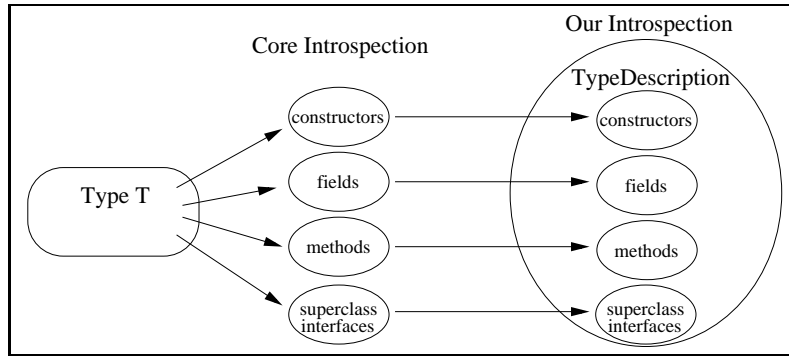 Our Introspection
Core Introspection
TypeDescription
constructors
constructors
Type T
fields
fields
methods
methods
superclass
interfaces
superclass
interfaces